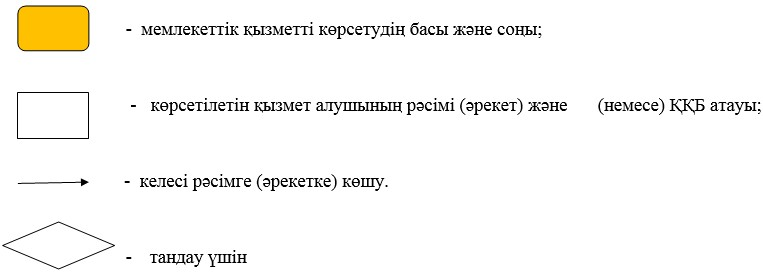 - мемлекеттік қызметті көрсетудің басы және соңы;
- көрсетілетін қызмет алушының рәсімі (әрекет) және (немесе) ҚҚБ атауы;
- келесі рәсімге (әрекетке) көшу.
- тандау үшін